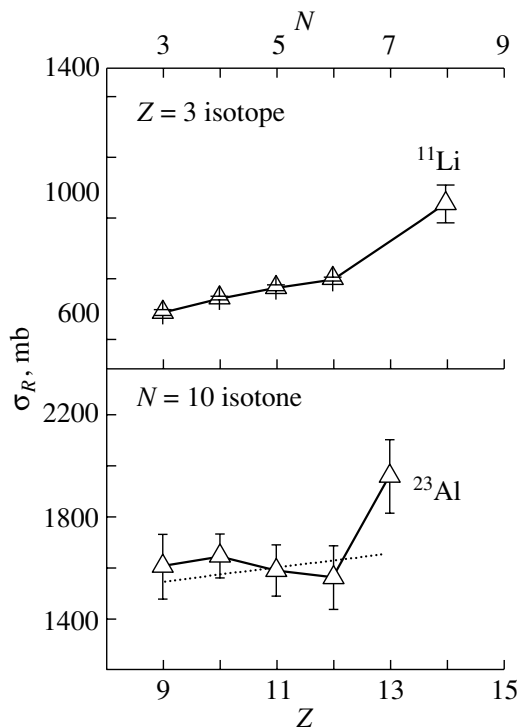 N
3 5 7 9
1400
Z = 3 isotope
¹¹Li
1000
600
σ_R, mb
2200
N = 10 isotone
²³Al
1800
1400
9 11 13 15
Z